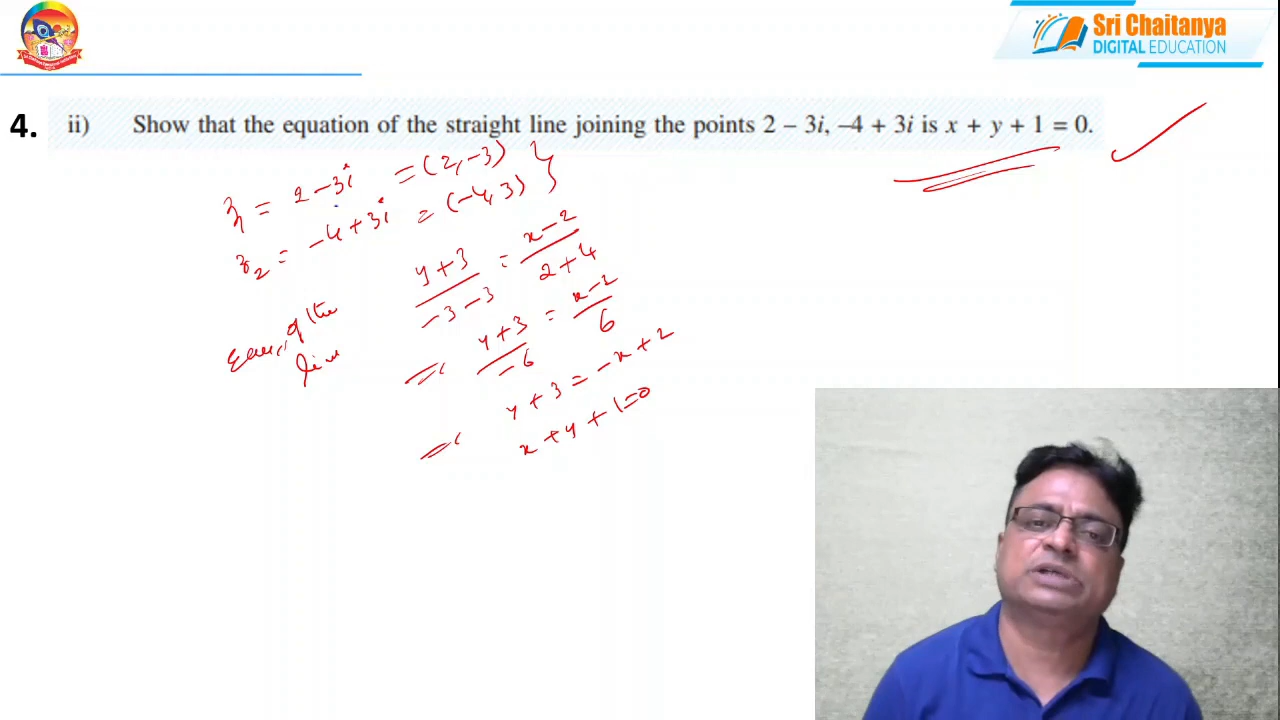 Sri Chaitanya
DIGITAL EDUCATION
4. ii) Show that the equation of the straight line joining the points 2 – 3i, –4 + 3i is x + y + 1 = 0.
z = 2 - 3i = (2, -3) }
z₂ = -4 + 3i = (-4, 3)
of the line
(y + 3)/(-3 - 3) = (x - 2)/(2 + 4)
⇒ (y + 3)/(-6) = (x - 2)/6
y + 3 = -x + 2
⇒ x + y + 1 = 0